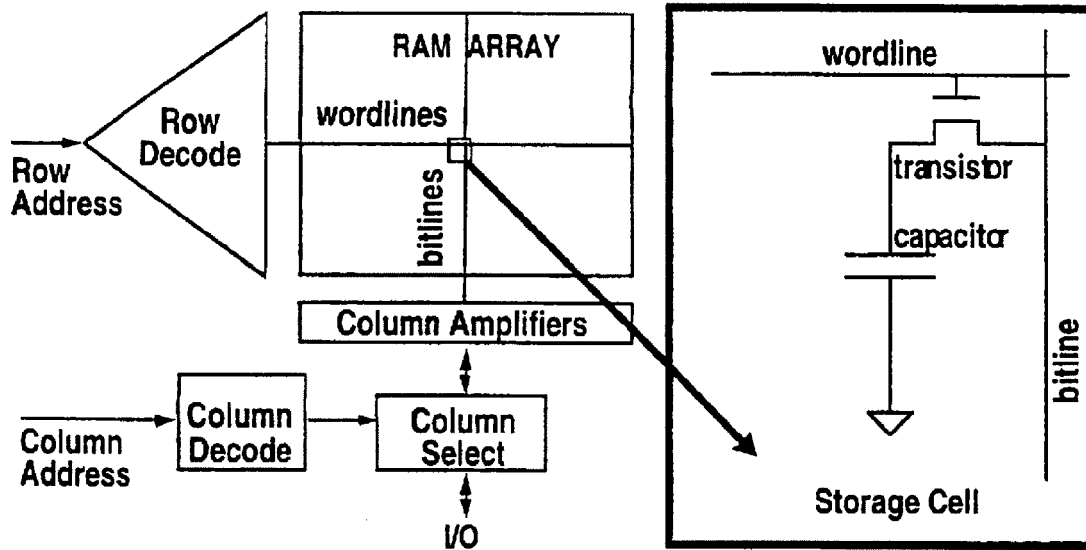 RAM ARRAY
Row
Decode
wordlines
Row
Address
bitlines
Column Amplifiers
Column
Decode
Column
Select
Column
Address
I/O
wordline
transistor
capacitor
bitline
Storage Cell